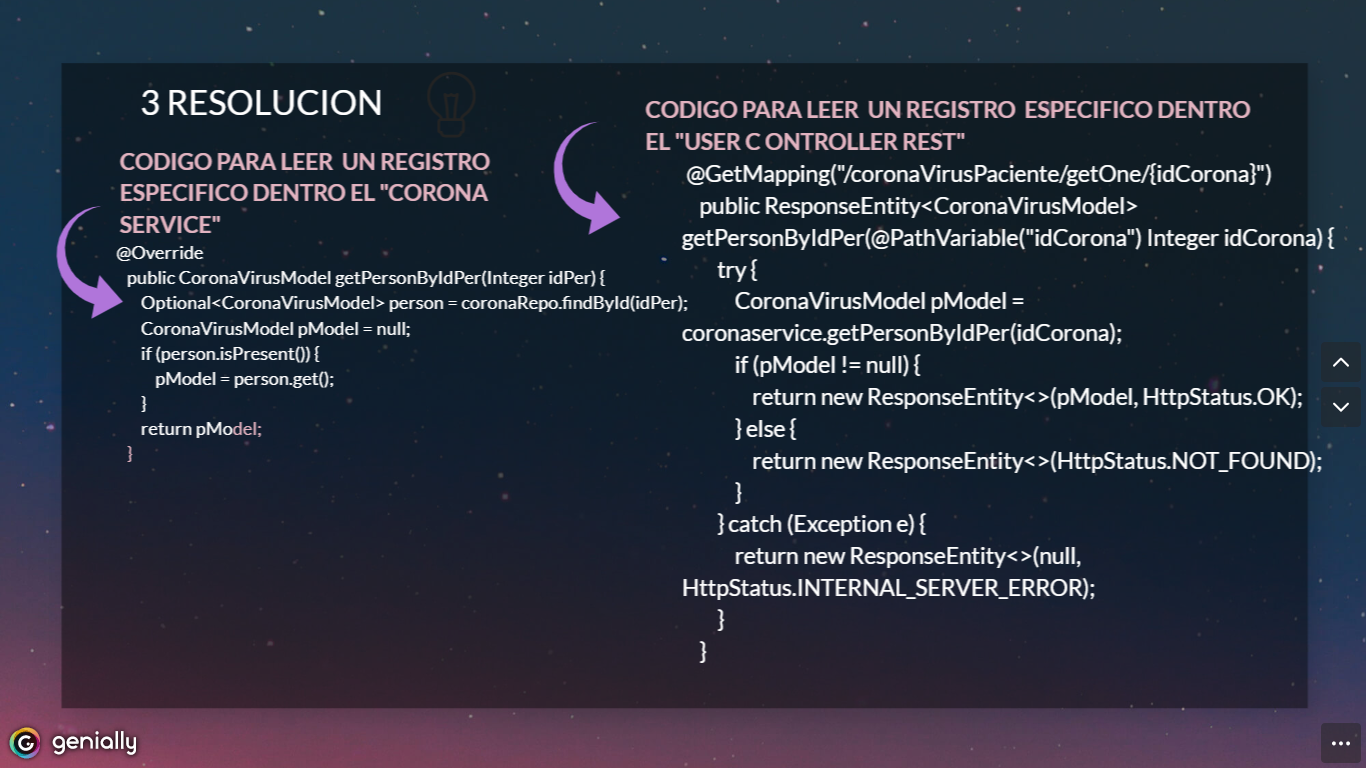 3 RESOLUCION
CODIGO PARA LEER  UN REGISTRO
ESPECIFICO DENTRO EL "CORONA
SERVICE"
@Override
public CoronaVirusModel getPersonByIdPer(Integer idPer) {
Optional<CoronaVirusModel> person = coronaRepo.findById(idPer);
CoronaVirusModel pModel = null;
if (person.isPresent()) {
pModel = person.get();
}
return pModel;
}
CODIGO PARA LEER  UN REGISTRO  ESPECIFICO DENTRO
EL "USER C ONTROLLER REST"
@GetMapping("/coronaVirusPaciente/getOne/{idCorona}")
public ResponseEntity<CoronaVirusModel>
getPersonByIdPer(@PathVariable("idCorona") Integer idCorona) {
try {
CoronaVirusModel pModel =
coronaservice.getPersonByIdPer(idCorona);
if (pModel != null) {
return new ResponseEntity<>(pModel, HttpStatus.OK);
} else {
return new ResponseEntity<>(HttpStatus.NOT_FOUND);
}
} catch (Exception e) {
return new ResponseEntity<>(null,
HttpStatus.INTERNAL_SERVER_ERROR);
}
}
genially